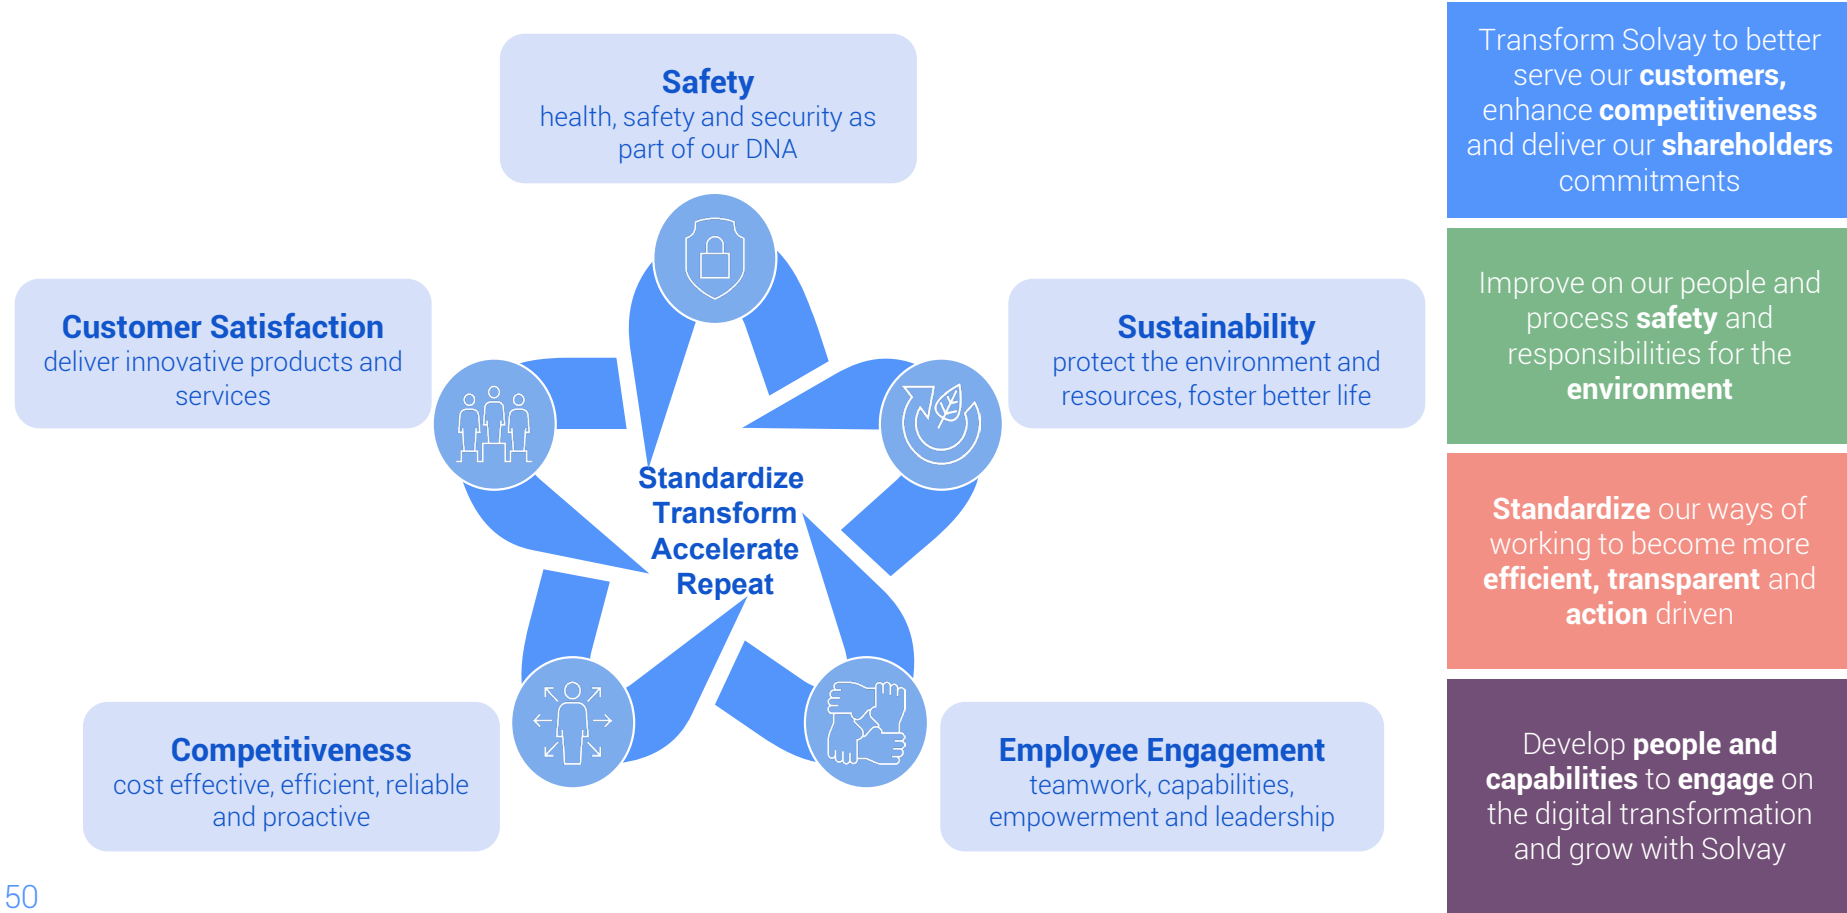 Safety
health, safety and security as
part of our DNA
Customer Satisfaction
deliver innovative products and
services
Sustainability
protect the environment and
resources, foster better life
Standardize
Transform
Accelerate
Repeat
Competitiveness
cost effective, efficient, reliable
and proactive
Employee Engagement
teamwork, capabilities,
empowerment and leadership
Transform Solvay to better
serve our customers,
enhance competitiveness
and deliver our shareholders
commitments
Improve on our people and
process safety and
responsibilities for the
environment
Standardize our ways of
working to become more
efficient, transparent and
action driven
Develop people and
capabilities to engage on
the digital transformation
and grow with Solvay
50